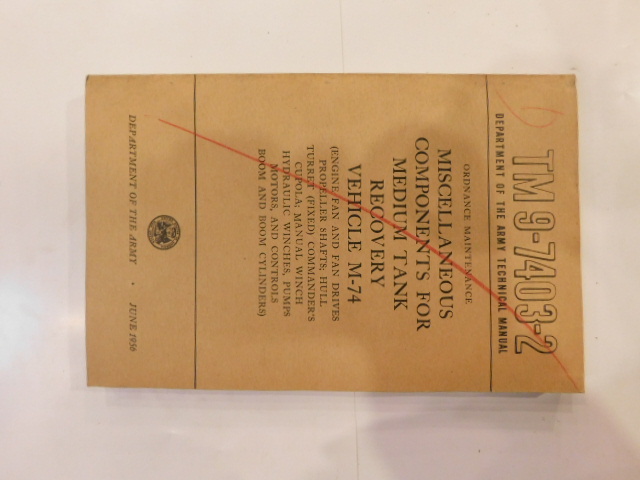 TM 9-7403-2
DEPARTMENT OF THE ARMY TECHNICAL MANUAL
ORDNANCE MAINTENANCE
MISCELLANEOUS
COMPONENTS FOR
MEDIUM TANK
RECOVERY
VEHICLE M-74
(ENGINE FAN AND FAN DRIVES
PROPELLER SHAFTS; HULL
TURRET (FIXED) COMMANDER'S
CUPOLA; MANUAL WINCH
HYDRAULIC WINCHES, PUMPS
MOTORS, AND CONTROLS
BOOM AND BOOM CYLINDERS)
DEPARTMENT OF THE ARMY · JUNE 1956